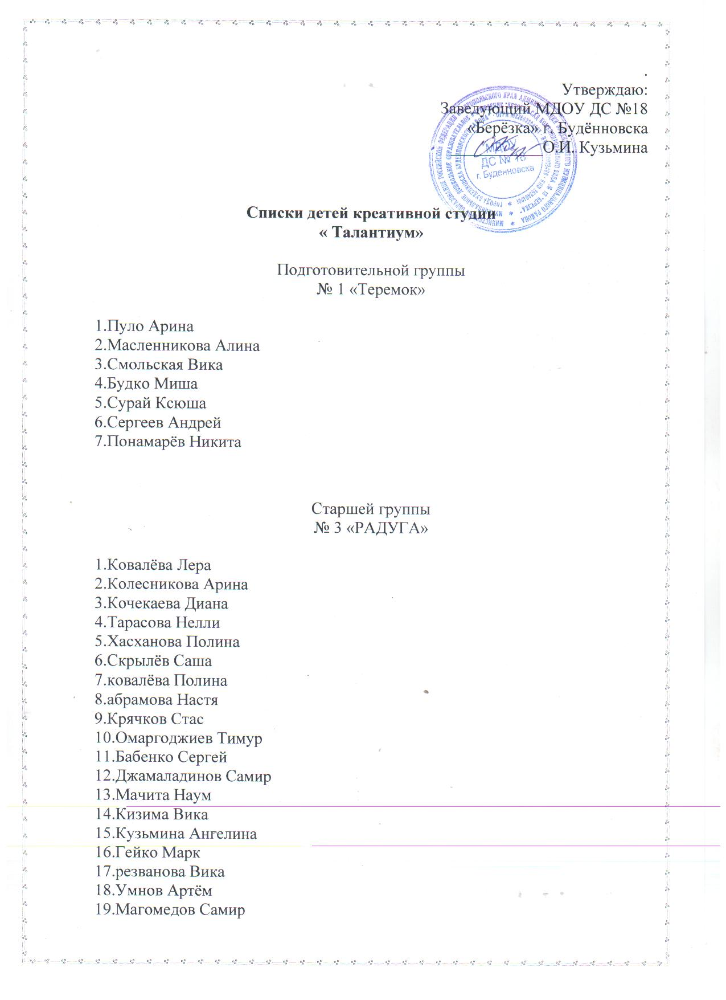 .
Утверждаю:
Заведующий МДОУ ДС №18
«Берёзка» г. Будённовска
О.И. Кузьмина
МДОУ
ДС № 18
г. Буденновска
Списки детей креативной студии
« Талантиум»
Подготовительной группы
№ 1 «Теремок»
1.Пуло Арина
2.Масленникова Алина
3.Смольская Вика
4.Будко Миша
5.Сурай Ксюша
6.Сергеев Андрей
7.Понамарёв Никита
Старшей группы
№ 3 «РАДУГА»
1.Ковалёва Лера
2.Колесникова Арина
3.Кочекаева Диана
4.Тарасова Нелли
5.Хасханова Полина
6.Скрылёв Саша
7.ковалёва Полина
8.абрамова Настя
9.Крячков Стас
10.Омаргоджиев Тимур
11.Бабенко Сергей
12.Джамаладинов Самир
13.Мачита Наум
14.Кизима Вика
15.Кузьмина Ангелина
16.Гейко Марк
17.резванова Вика
18.Умнов Артём
19.Магомедов Самир